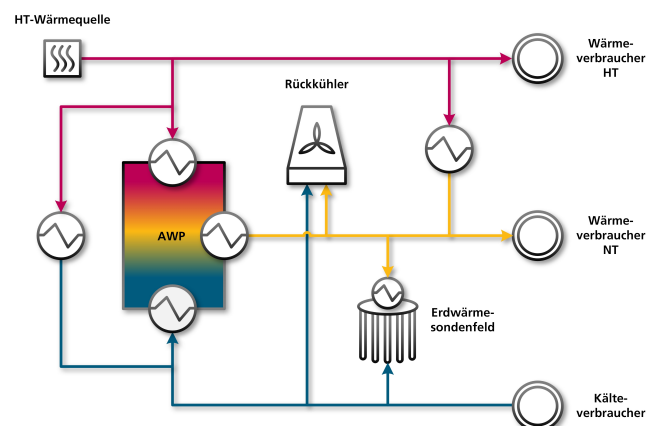 HT-Wärmequelle
Wärme-
verbraucher
HT
Rückkühler
AWP
Wärme-
verbraucher
NT
Erdwärme-
sondenfeld
Kälte-
verbraucher